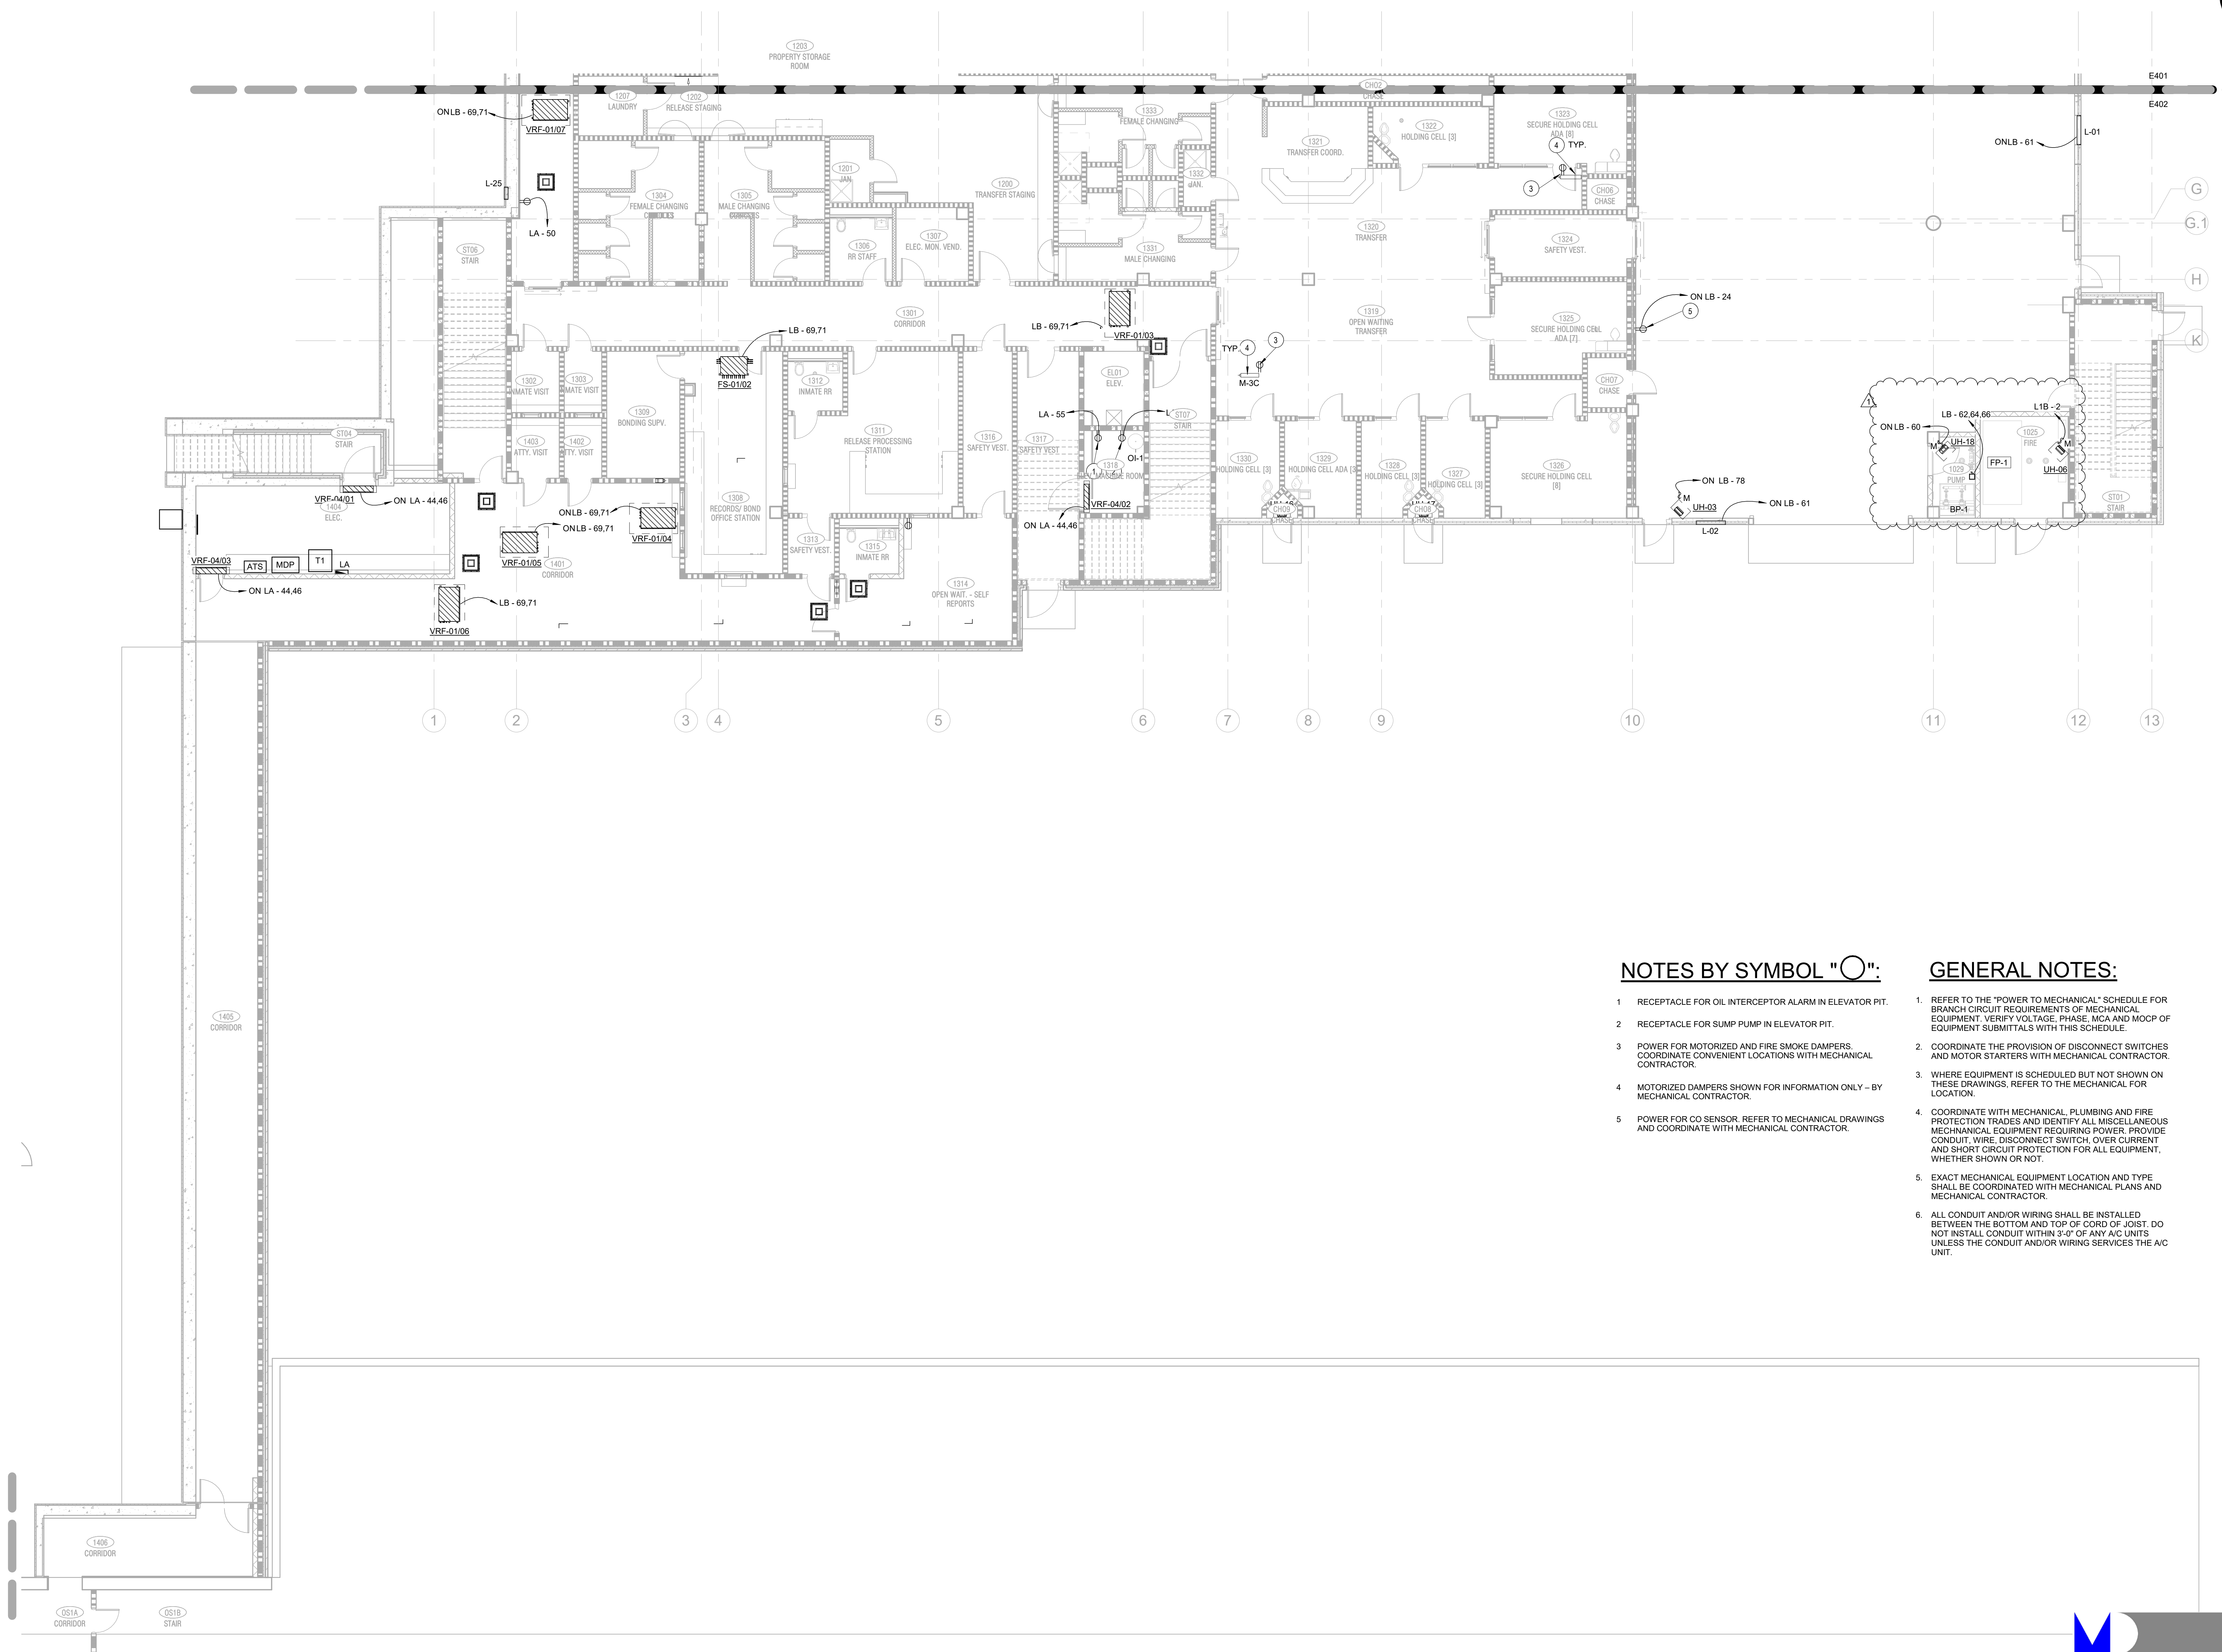 1203
PROPERTY STORAGE
ROOM
E401
E402
1207
LAUNDRY
1202
RELEASE STAGING
CH02
CHASE
ON LB - 69,71
VRF-01/07
1333
FEMALE CHANGING
1322
HOLDING CELL [3]
1323
SECURE HOLDING CELL
ADA [8]
4 TYP.
L-01
ON LB - 61
1321
TRANSFER COORD.
1201
JAN.
1332
JAN.
1200
TRANSFER STAGING
L-25
3
CH06
CHASE
G
1304
FEMALE CHANGING
1305
MALE CHANGING
G.1
LA - 50
1306
RR STAFF
1307
ELEC. MON. VEND.
1320
TRANSFER
1324
SAFETY VEST.
ST06
STAIR
1331
MALE CHANGING
H
ON LB - 24
5
1301
CORRIDOR
1319
OPEN WAITING
TRANSFER
1325
SECURE HOLDING CELL
ADA [7]
LB - 69,71
LB - 69,71
VRF-01/03
K
TYP. 4
3
M-3C
FS-01/02
1302
INMATE VISIT
1303
INMATE VISIT
1312
INMATE RR
EL01
ELEV.
CH07
CHASE
1
1309
BONDING SUPV.
LA - 55
ST07
STAIR
LB - 62,64,66
L1B - 2
ST04
STAIR
1403
ATTY. VISIT
1402
ATTY. VISIT
1311
RELEASE PROCESSING
STATION
1316
SAFETY VEST.
1317
SAFETY VEST
ON LB - 60
M
UH-18
1025
FIRE
M
OI-1
1
1318
1330
HOLDING CELL [3]
1329
HOLDING CELL ADA [3]
1328
HOLDING CELL [3]
1327
HOLDING CELL [3]
1326
SECURE HOLDING CELL
[8]
FP-1
UH-06
1029
PUMP
BP-1
ON LB - 78
M
UH-03
ON LB - 61
L-02
ST01
STAIR
VRF-04/01
ON LA - 44,46
1404
ELEC.
1308
RECORDS/ BOND
OFFICE STATION
VRF-04/02
ON LA - 44,46
CH09
CHASE
CH08
CHASE
ON LB - 69,71
ON LB - 69,71
VRF-01/04
1313
SAFETY VEST.
1315
INMATE RR
VRF-04/03
ATS
MDP
T1
LA
VRF-01/05
1401
CORRIDOR
ON LA - 44,46
1314
OPEN WAIT. - SELF
REPORTS
LB - 69,71
VRF-01/06
1 2 3 4 5 6 7 8 9 10 11 12 13
NOTES BY SYMBOL "◯":
1 RECEPTACLE FOR OIL INTERCEPTOR ALARM IN ELEVATOR PIT.
2 RECEPTACLE FOR SUMP PUMP IN ELEVATOR PIT.
3 POWER FOR MOTORIZED AND FIRE SMOKE DAMPERS.
COORDINATE CONVENIENT LOCATIONS WITH MECHANICAL
CONTRACTOR.
4 MOTORIZED DAMPERS SHOWN FOR INFORMATION ONLY – BY
MECHANICAL CONTRACTOR.
5 POWER FOR CO SENSOR. REFER TO MECHANICAL DRAWINGS
AND COORDINATE WITH MECHANICAL CONTRACTOR.
GENERAL NOTES:
1. REFER TO THE "POWER TO MECHANICAL" SCHEDULE FOR
BRANCH CIRCUIT REQUIREMENTS OF MECHANICAL
EQUIPMENT. VERIFY VOLTAGE, PHASE, MCA AND MOCP OF
EQUIPMENT SUBMITTALS WITH THIS SCHEDULE.
2. COORDINATE THE PROVISION OF DISCONNECT SWITCHES
AND MOTOR STARTERS WITH MECHANICAL CONTRACTOR.
3. WHERE EQUIPMENT IS SCHEDULED BUT NOT SHOWN ON
THESE DRAWINGS, REFER TO THE MECHANICAL FOR
LOCATION.
4. COORDINATE WITH MECHANICAL, PLUMBING AND FIRE
PROTECTION TRADES AND IDENTIFY ALL MISCELLANEOUS
MECHNANICAL EQUIPMENT REQUIRING POWER. PROVIDE
CONDUIT, WIRE, DISCONNECT SWITCH, OVER CURRENT
AND SHORT CIRCUIT PROTECTION FOR ALL EQUIPMENT,
WHETHER SHOWN OR NOT.
5. EXACT MECHANICAL EQUIPMENT LOCATION AND TYPE
SHALL BE COORDINATED WITH MECHANICAL PLANS AND
MECHANICAL CONTRACTOR.
6. ALL CONDUIT AND/OR WIRING SHALL BE INSTALLED
BETWEEN THE BOTTOM AND TOP OF CORD OF JOIST. DO
NOT INSTALL CONDUIT WITHIN 3'-0" OF ANY A/C UNITS
UNLESS THE CONDUIT AND/OR WIRING SERVICES THE A/C
UNIT.
1405
CORRIDOR
1406
CORRIDOR
OS1A
CORRIDOR
OS1B
STAIR